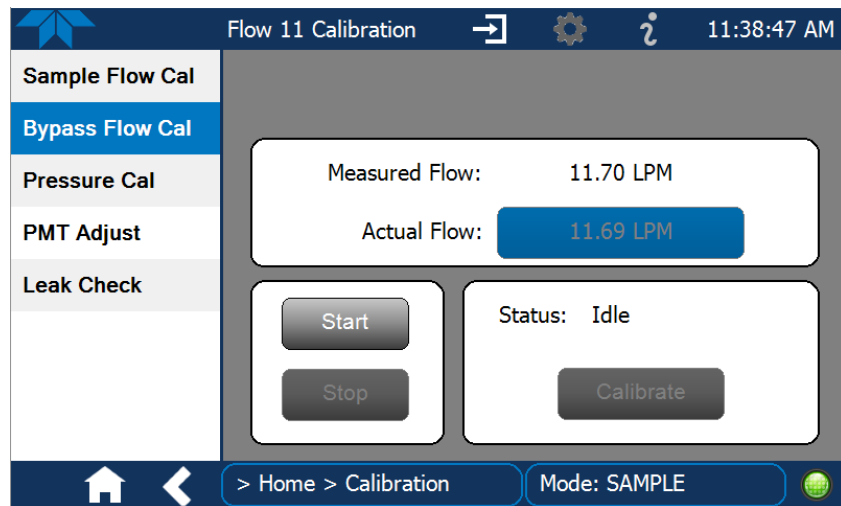 Flow 11 Calibration
11:38:47 AM
Sample Flow Cal
Bypass Flow Cal
Pressure Cal
PMT Adjust
Leak Check
Measured Flow: 11.70 LPM
Actual Flow: 11.69 LPM
Start
Stop
Status: Idle
Calibrate
> Home > Calibration
Mode: SAMPLE